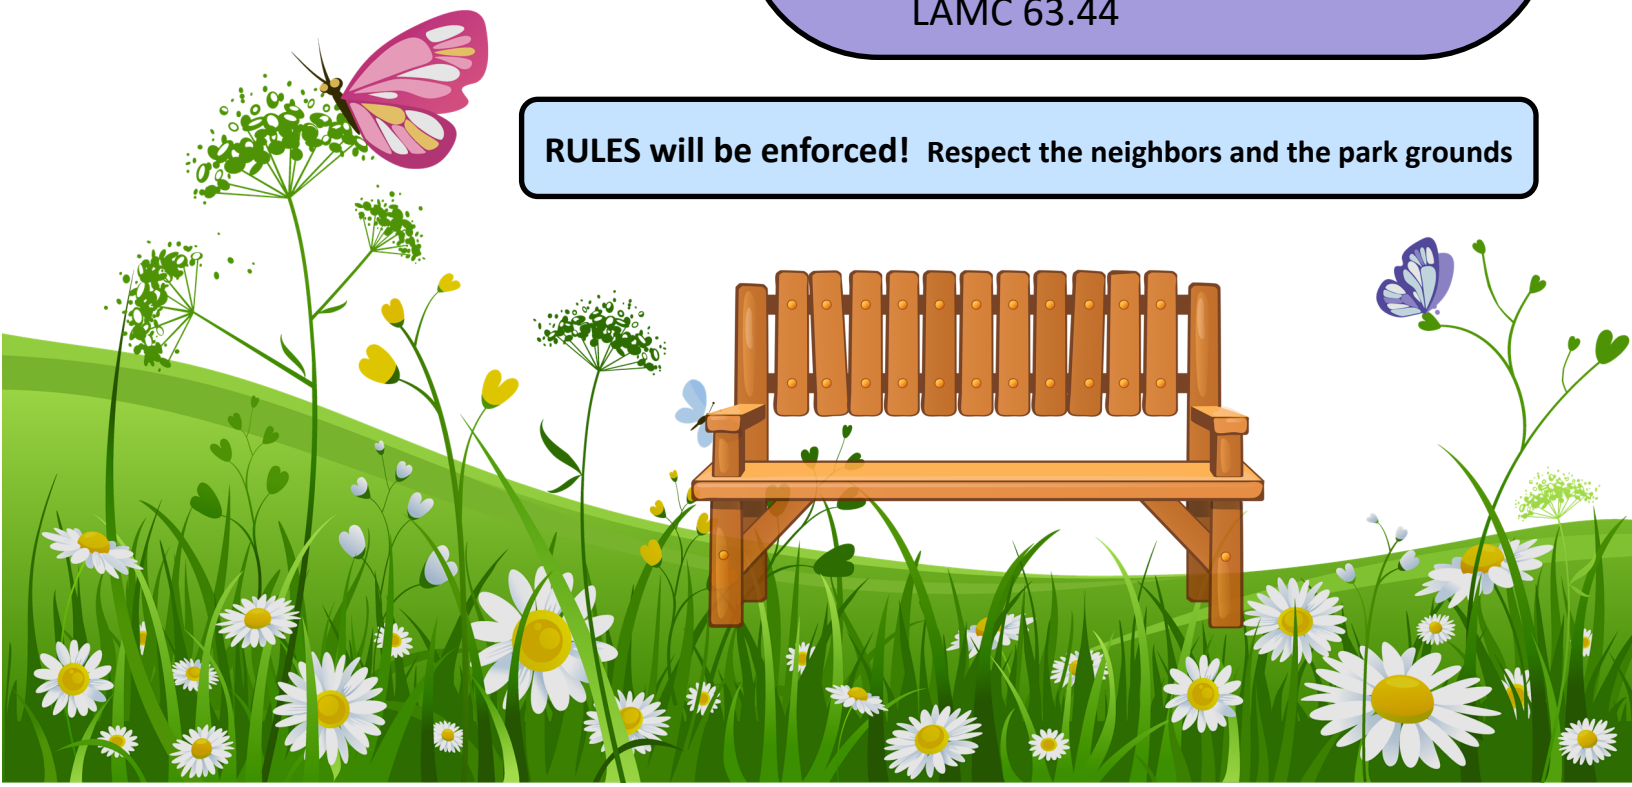 LAMC 63.44
RULES will be enforced! Respect the neighbors and the park grounds